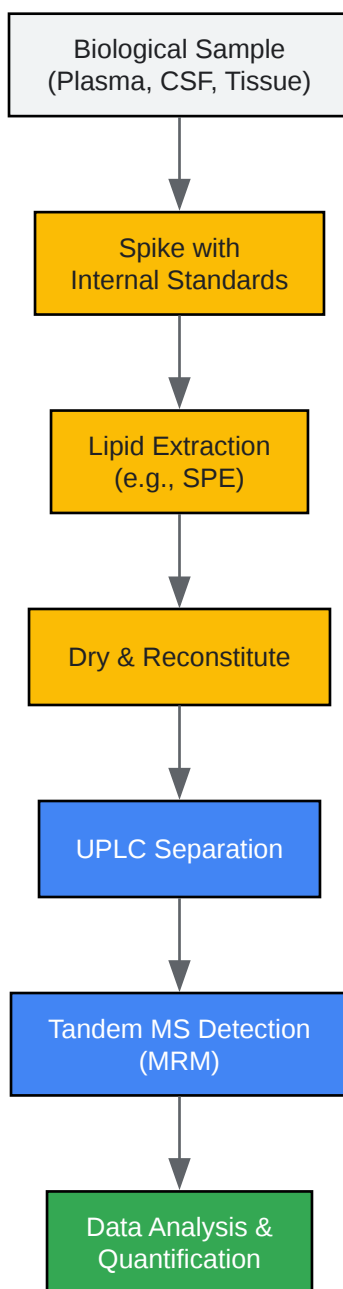 Biological Sample
(Plasma, CSF, Tissue)
Spike with
Internal Standards
Lipid Extraction
(e.g., SPE)
Dry & Reconstitute
UPLC Separation
Tandem MS Detection
(MRM)
Data Analysis &
Quantification